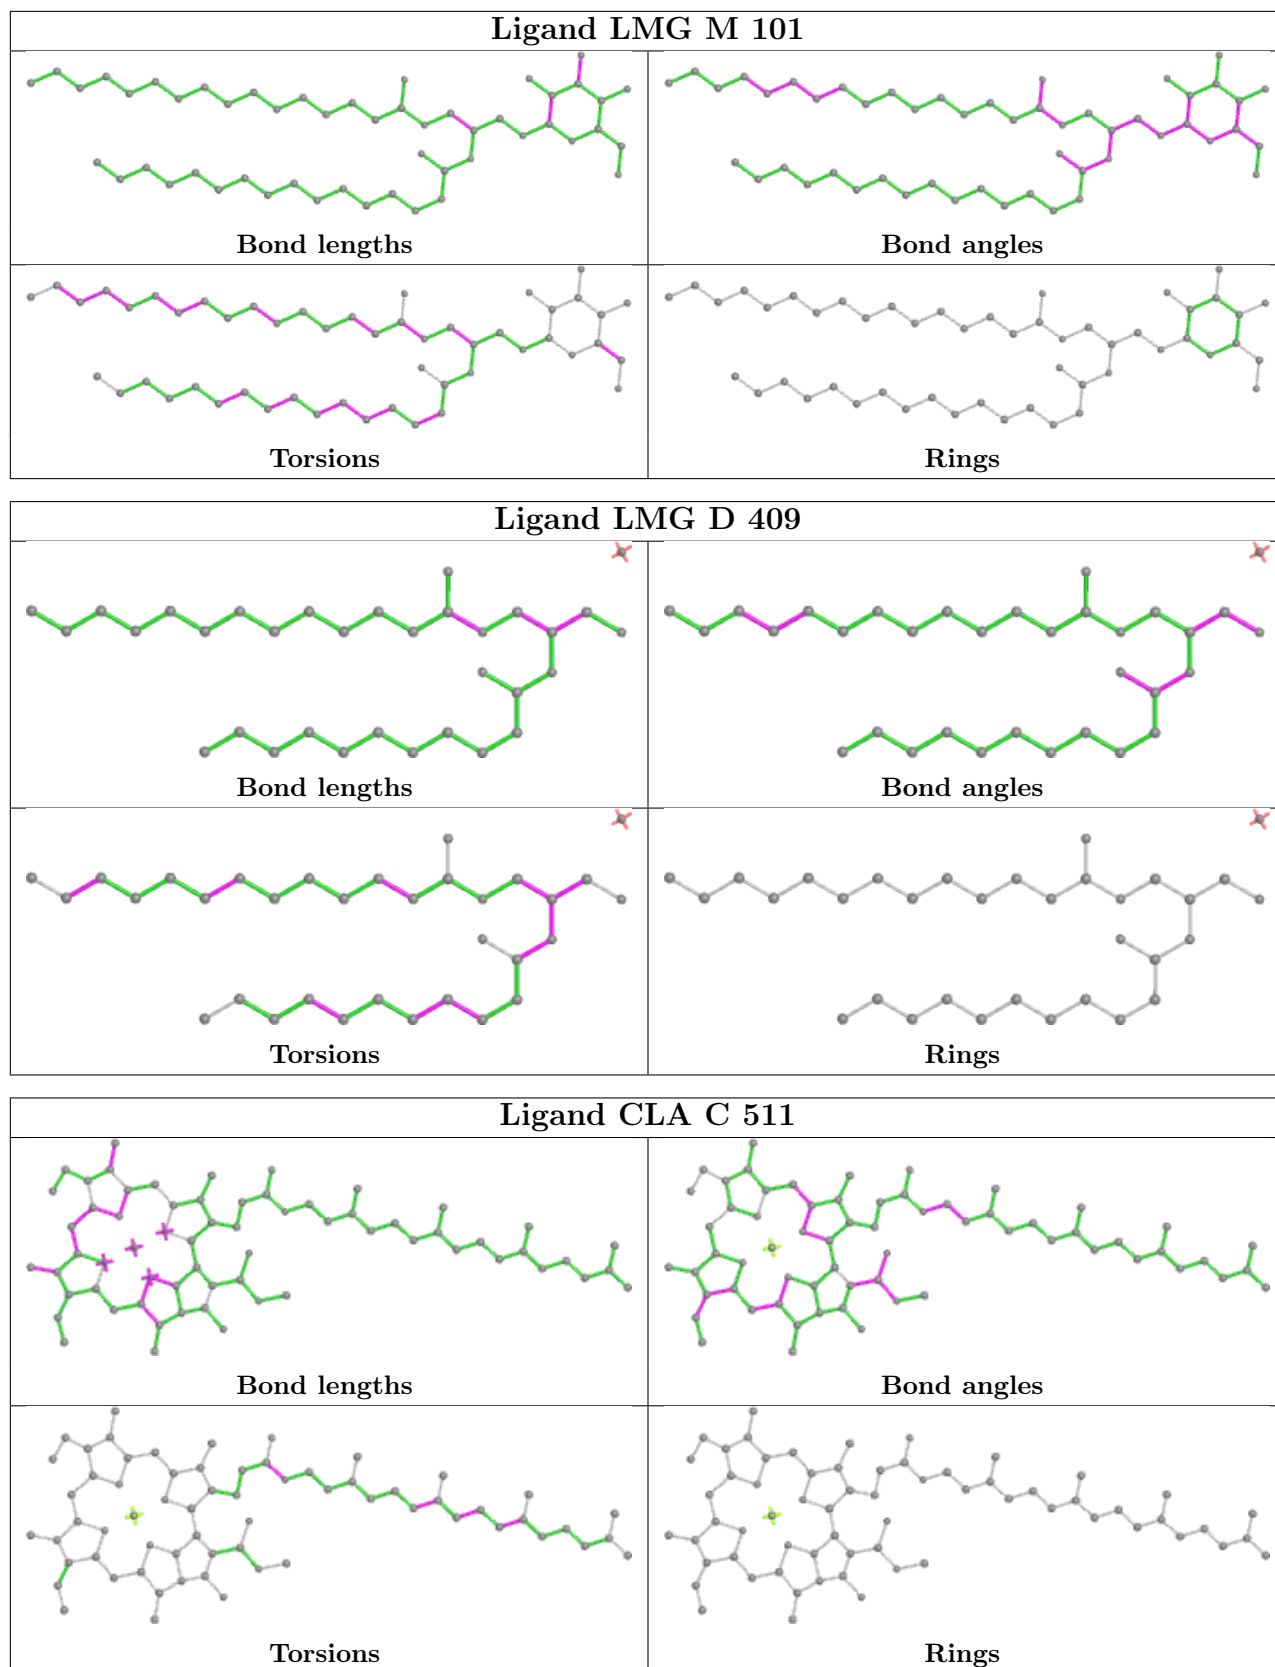 Ligand LMG M 101
Bond lengths
Bond angles
Torsions
Rings
Ligand LMG D 409
Bond lengths
Bond angles
Torsions
Rings
Ligand CLA C 511
Bond lengths
Bond angles
Torsions
Rings